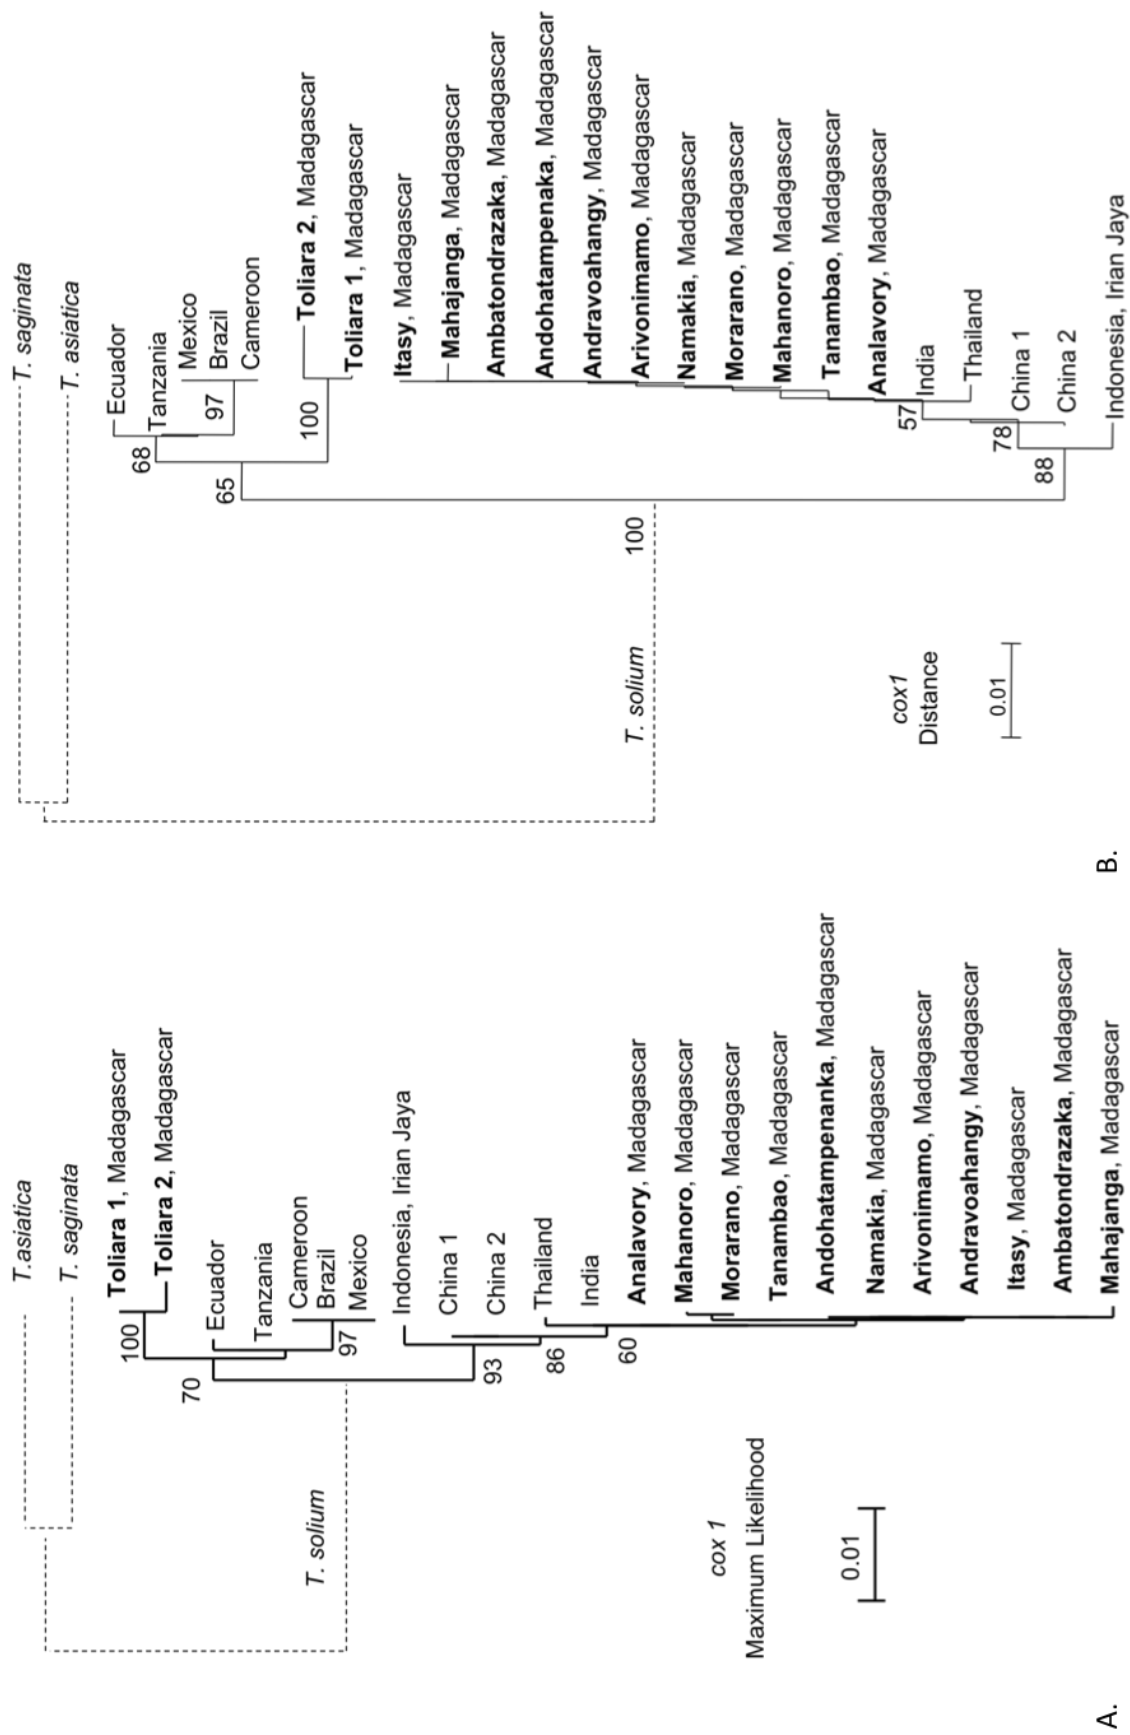 T.asiatica
T. saginata
Toliara 1, Madagascar
Toliara 2, Madagascar
100
Ecuador
70
Tanzania
Cameroon
Brazil
Mexico
97
T. solium
Indonesia, Irian Jaya
China 1
93
China 2
Thailand
86
India
60
Analavory, Madagascar
Mahanoro, Madagascar
Morarano, Madagascar
Tanambao, Madagascar
Andohatampenanka, Madagascar
Namakia, Madagascar
Arivonimamo, Madagascar
Andravoahangy, Madagascar
Itasy, Madagascar
Ambatondrazaka, Madagascar
Mahajanga, Madagascar
cox 1
Maximum Likelihood
0.01
A.
T. saginata
T. asiatica
Ecuador
68
Tanzania
Mexico
97
Brazil
Cameroon
65
Toliara 2, Madagascar
100
Toliara 1, Madagascar
Itasy, Madagascar
Mahajanga, Madagascar
Ambatondrazaka, Madagascar
Andohatampenaka, Madagascar
Andravoahangy, Madagascar
Arivonimamo, Madagascar
100
T. solium
Namakia, Madagascar
Morarano, Madagascar
Mahanoro, Madagascar
Tanambao, Madagascar
Analavory, Madagascar
57
India
Thailand
78
China 1
88
China 2
Indonesia, Irian Jaya
cox1
Distance
0.01
B.